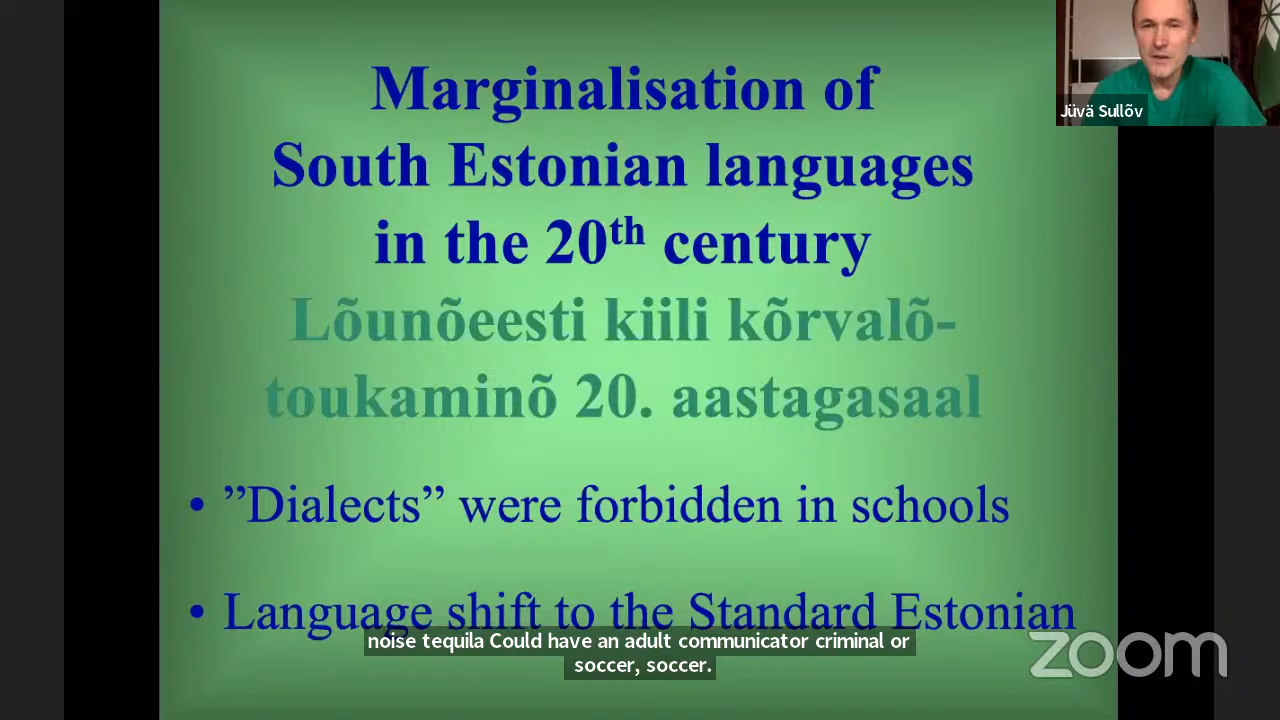 Marginalisation of
South Estonian languages
in the 20th century
Lõunõeesti kiili kõrvalõ-
toukaminõ 20. aastagasaal
• ”Dialects” were forbidden in schools
• Language shift to the Standard Estonian
noise tequila Could have an adult communicator criminal or
soccer, soccer.
Jüvä Sullõv
zoom